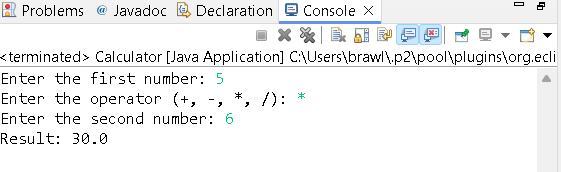 Problems @ Javadoc Declaration Console
<terminated> Calculator [Java Application] C:\Users\brawl\.p2\pool\plugins\org.ecli
Enter the first number: 5
Enter the operator (+, -, *, /): *
Enter the second number: 6
Result: 30.0